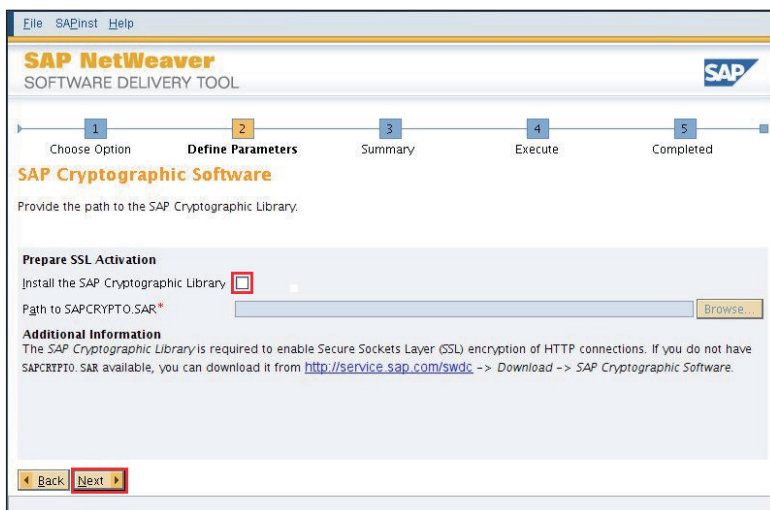 File SAPinst Help
SAP NetWeaver
SOFTWARE DELIVERY TOOL
SAP
1 2 3 4 5
Choose Option Define Parameters Summary Execute Completed
SAP Cryptographic Software
Provide the path to the SAP Cryptographic Library.
Prepare SSL Activation
Install the SAP Cryptographic Library
Path to SAPCRYPTO.SAR* Browse...
Additional Information
The SAP Cryptographic Library is required to enable Secure Sockets Layer (SSL) encryption of HTTP connections. If you do not have
SAPCRYPTO.SAR available, you can download it from http://service.sap.com/swdc -> Download -> SAP Cryptographic Software.
Back Next